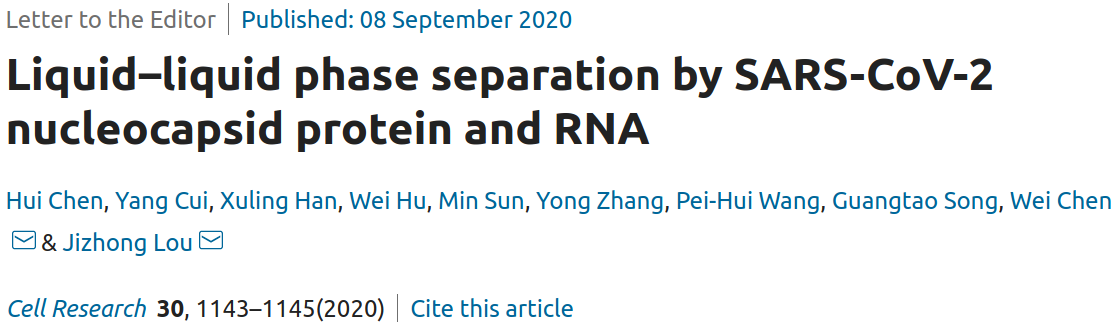 Letter to the Editor | Published: 08 September 2020
Liquid–liquid phase separation by SARS-CoV-2
nucleocapsid protein and RNA
Hui Chen, Yang Cui, Xuling Han, Wei Hu, Min Sun, Yong Zhang, Pei-Hui Wang, Guangtao Song, Wei Chen
& Jizhong Lou
Cell Research 30, 1143–1145(2020) | Cite this article